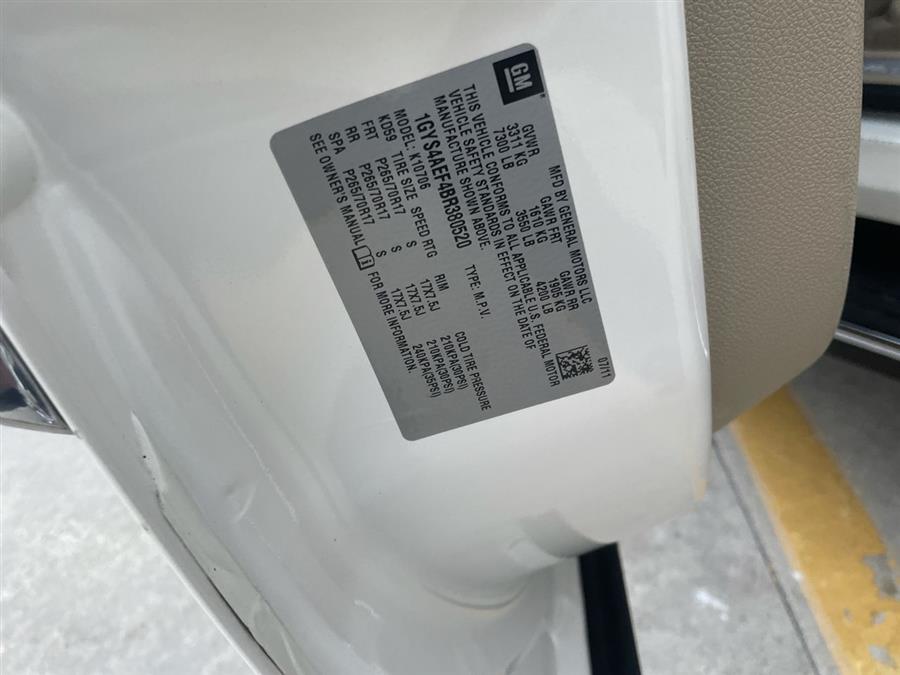 GM
MFD BY GENERAL MOTORS LLC 07/11
GVWR GAWR FRT GAWR RR
3311 KG 1610 KG 1905 KG
7300 LB 3550 LB 4200 LB
THIS VEHICLE CONFORMS TO ALL APPLICABLE U.S. FEDERAL MOTOR
VEHICLE SAFETY STANDARDS IN EFFECT ON THE DATE OF
MANUFACTURE SHOWN ABOVE.
1GYS4AEF4BR380520 TYPE: M.P.V.
MODEL: K10706
KD59 TIRE SIZE SPEED RTG RIM COLD TIRE PRESSURE
FRT P265/70R17 S 17X7.5J 210KPA(30PSI)
RR P265/70R17 S 17X7.5J 210KPA(30PSI)
SPA P265/70R17 S 17X7.5J 240KPA(35PSI)
SEE OWNER'S MANUAL FOR MORE INFORMATION.